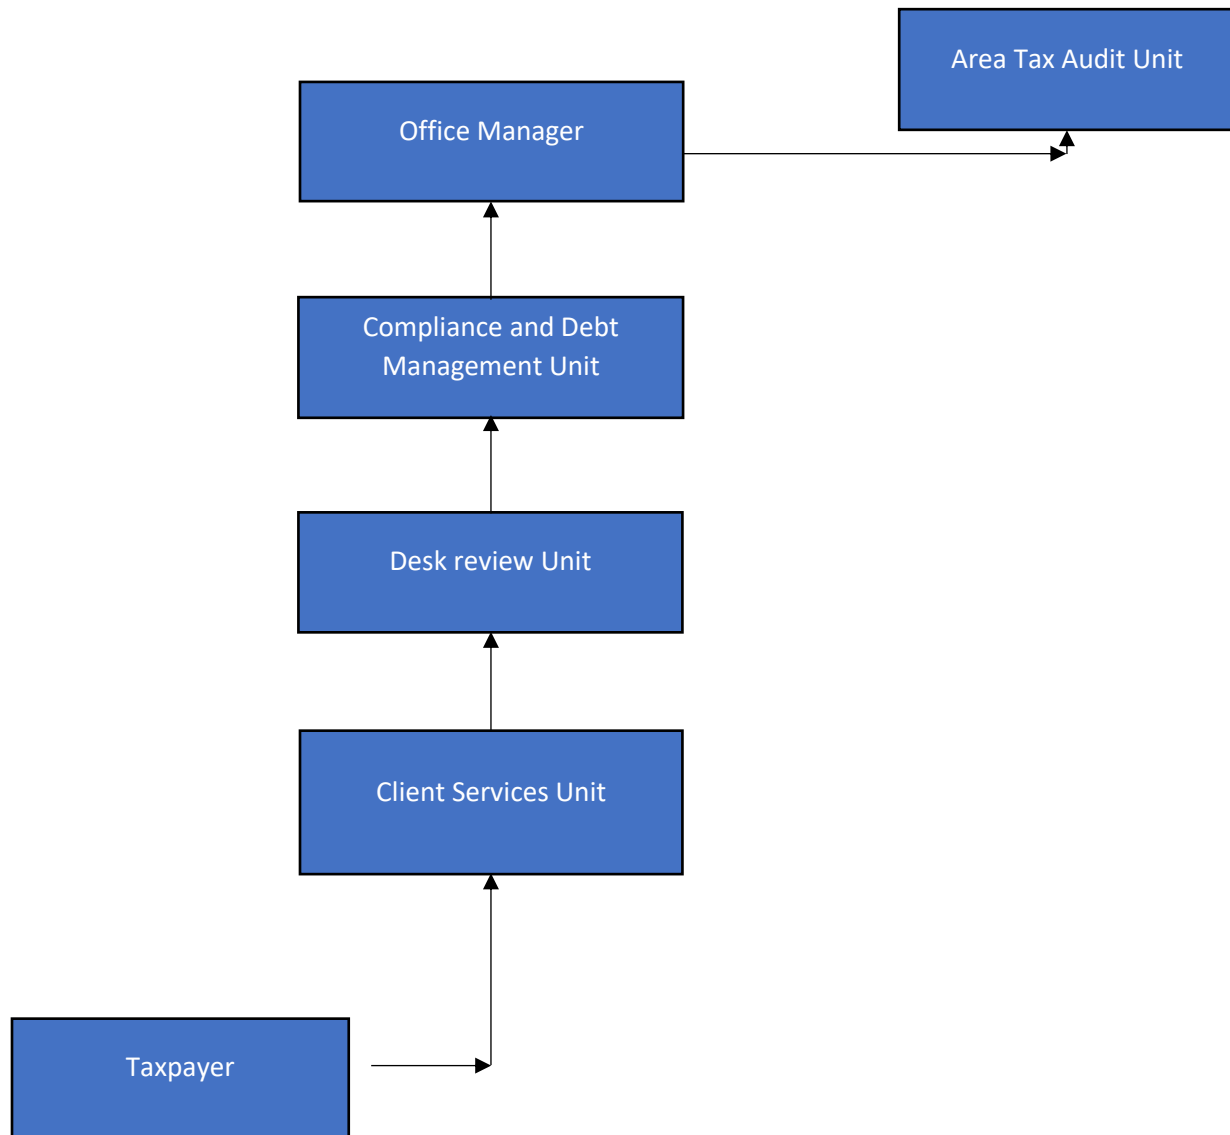 Area Tax Audit Unit
Office Manager
Compliance and Debt
Management Unit
Desk review Unit
Client Services Unit
Taxpayer